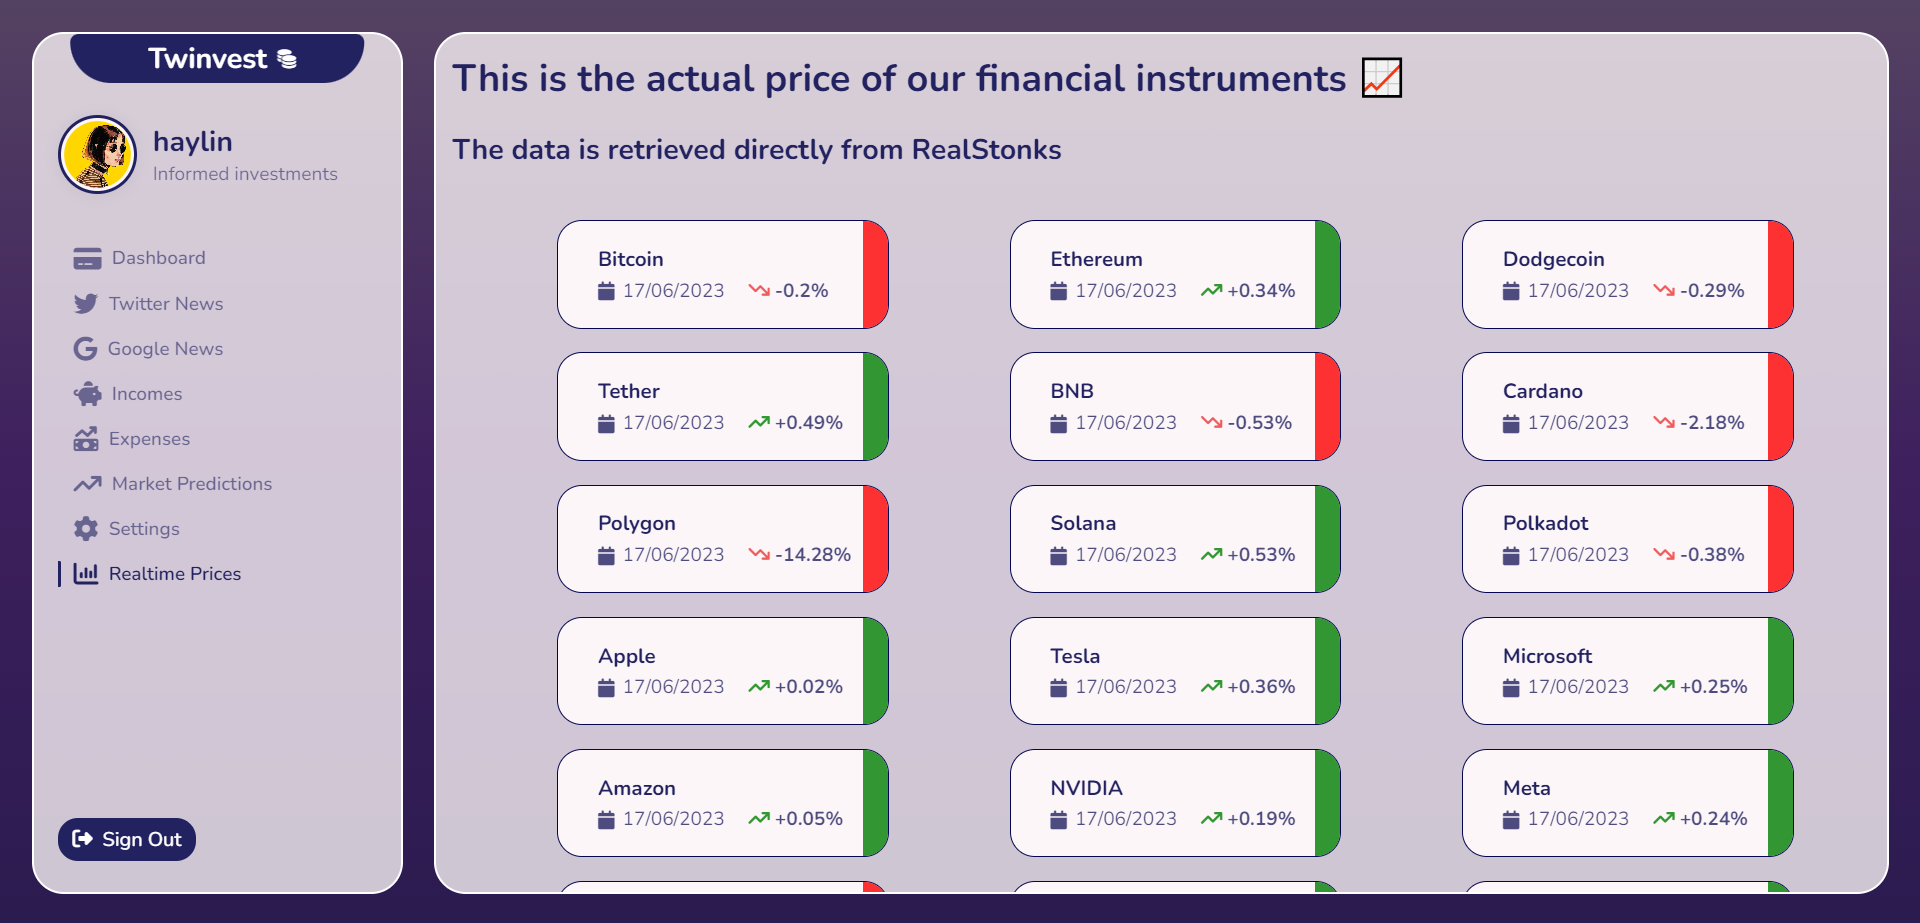 Twinvest
haylin
Informed investments
Dashboard
Twitter News
Google News
Incomes
Expenses
Market Predictions
Settings
Realtime Prices
Sign Out
This is the actual price of our financial instruments
The data is retrieved directly from RealStonks
Bitcoin
17/06/2023 -0.2%
Ethereum
17/06/2023 +0.34%
Dodgecoin
17/06/2023 -0.29%
Tether
17/06/2023 +0.49%
BNB
17/06/2023 -0.53%
Cardano
17/06/2023 -2.18%
Polygon
17/06/2023 -14.28%
Solana
17/06/2023 +0.53%
Polkadot
17/06/2023 -0.38%
Apple
17/06/2023 +0.02%
Tesla
17/06/2023 +0.36%
Microsoft
17/06/2023 +0.25%
Amazon
17/06/2023 +0.05%
NVIDIA
17/06/2023 +0.19%
Meta
17/06/2023 +0.24%